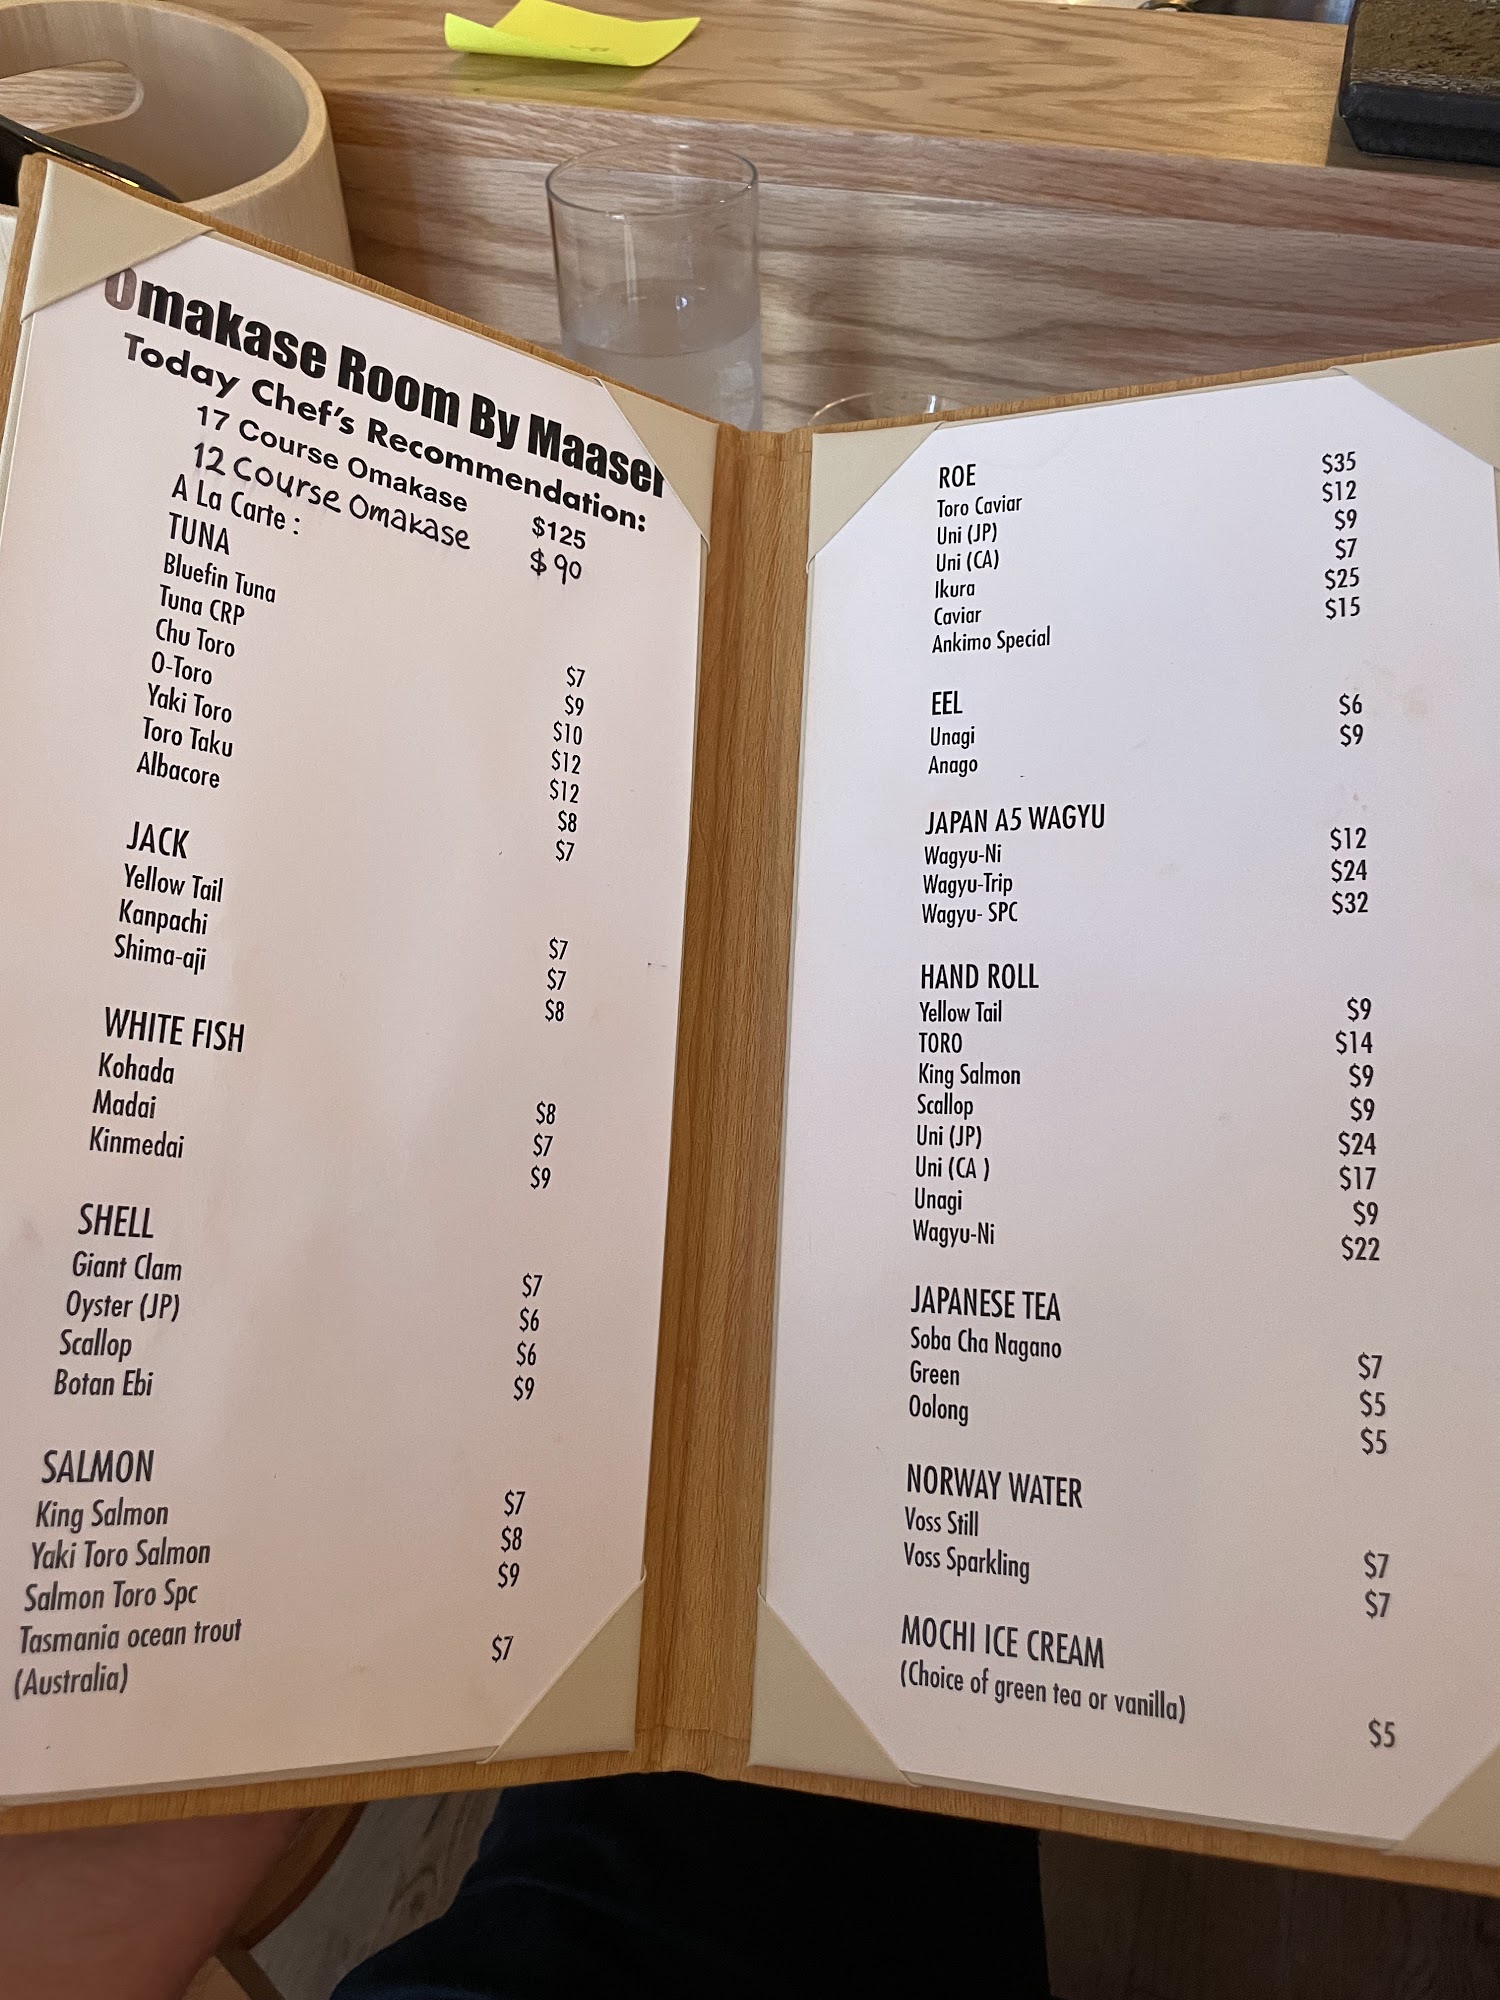 Omakase Room By Maaser
Today Chef's Recommendation:
17 Course Omakase $125
12 Course Omakase $90
A La Carte :
TUNA
Bluefin Tuna $7
Tuna CRP $9
Chu Toro $10
O-Toro $12
Yaki Toro $12
Toro Taku $8
Albacore $7
JACK
Yellow Tail $7
Kanpachi $7
Shima-aji $8
WHITE FISH
Kohada $8
Madai $7
Kinmedai $9
SHELL
Giant Clam $7
Oyster (JP) $6
Scallop $6
Botan Ebi $9
SALMON
King Salmon $7
Yaki Toro Salmon $8
Salmon Toro Spc $9
Tasmania ocean trout $7
(Australia)
ROE
Toro Caviar $35
Uni (JP) $12
Uni (CA) $9
Ikura $7
Caviar $25
Ankimo Special $15
EEL
Unagi $6
Anago $9
JAPAN A5 WAGYU
Wagyu-Ni $12
Wagyu-Trip $24
Wagyu- SPC $32
HAND ROLL
Yellow Tail $9
TORO $14
King Salmon $9
Scallop $9
Uni (JP) $24
Uni (CA ) $17
Unagi $9
Wagyu-Ni $22
JAPANESE TEA
Soba Cha Nagano $7
Green $5
Oolong $5
NORWAY WATER
Voss Still $7
Voss Sparkling $7
MOCHI ICE CREAM
(Choice of green tea or vanilla) $5